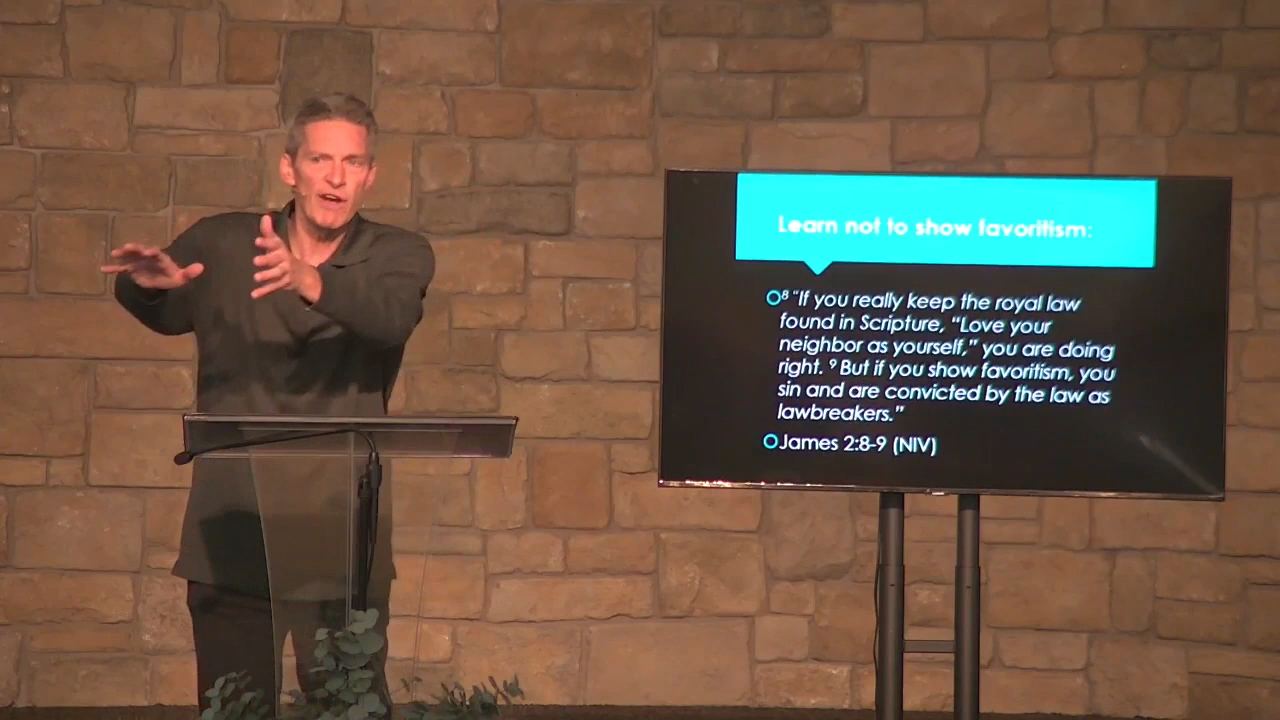 Learn not to show favoritism:
⁸ "If you really keep the royal law
found in Scripture, “Love your
neighbor as yourself,” you are doing
right. ⁹ But if you show favoritism, you
sin and are convicted by the law as
lawbreakers.”
James 2:8-9 (NIV)